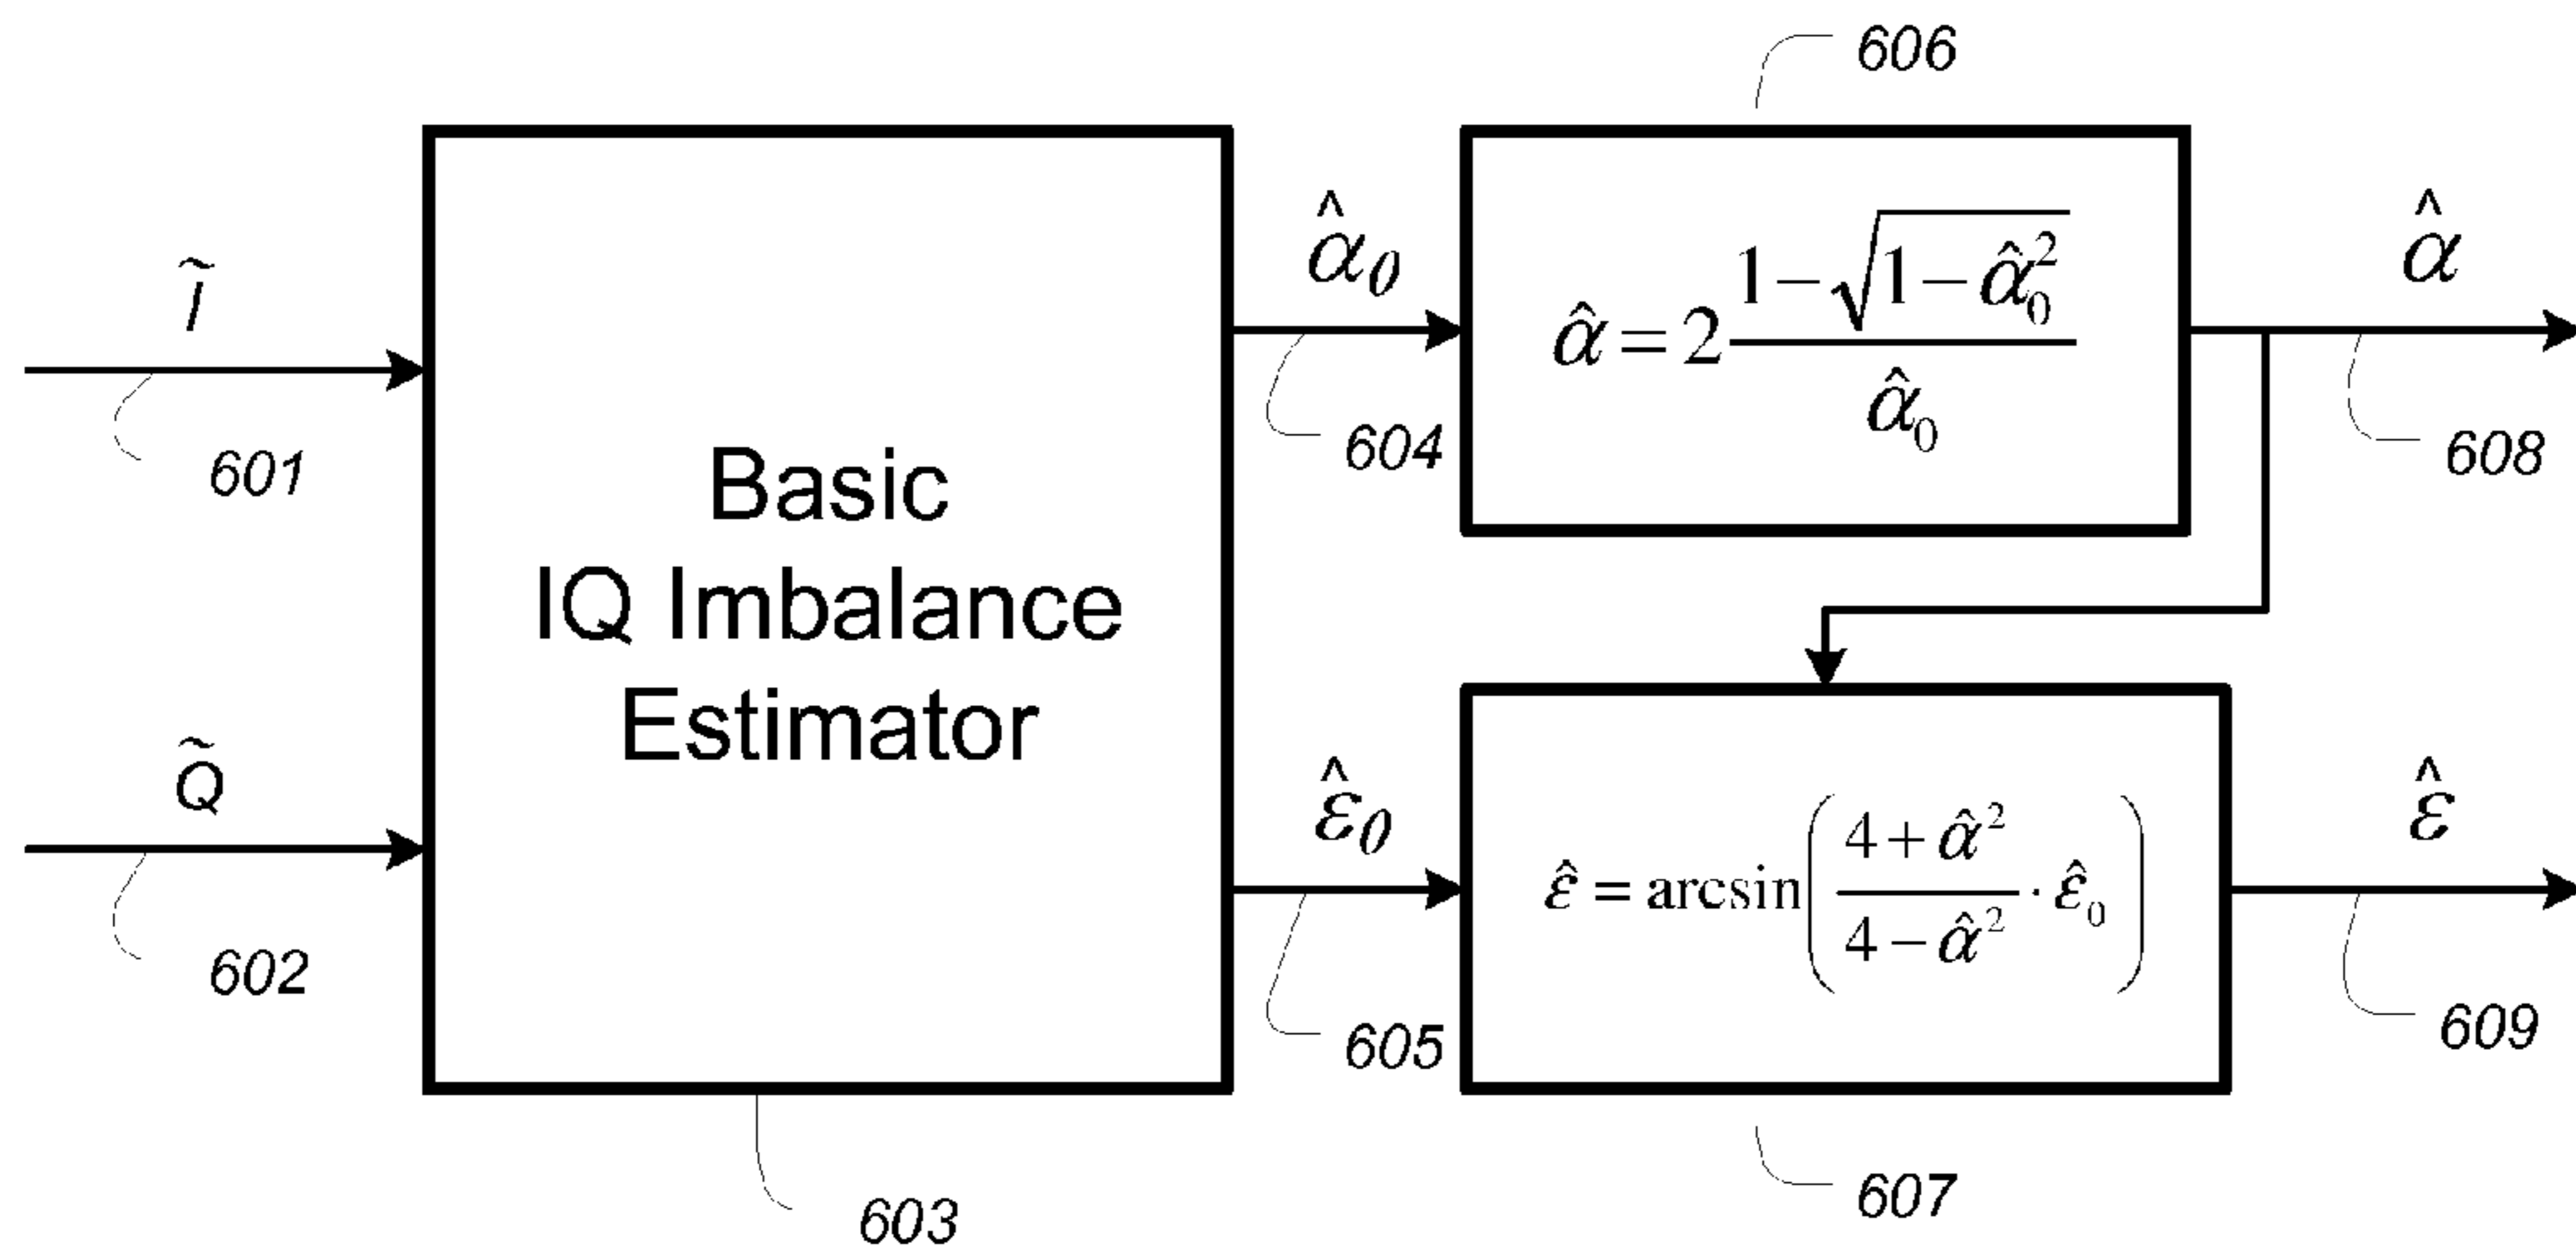 606
Ĩ
601
Basic
IQ Imbalance
Estimator
α̂₀
604
α̂ = 2 (1 − √(1 − α̂₀²)) / α̂₀
α̂
608
Q̃
602
603
ε̂₀
605
ε̂ = arcsin((4 + α̂²) / (4 − α̂²) · ε̂₀)
607
ε̂
609